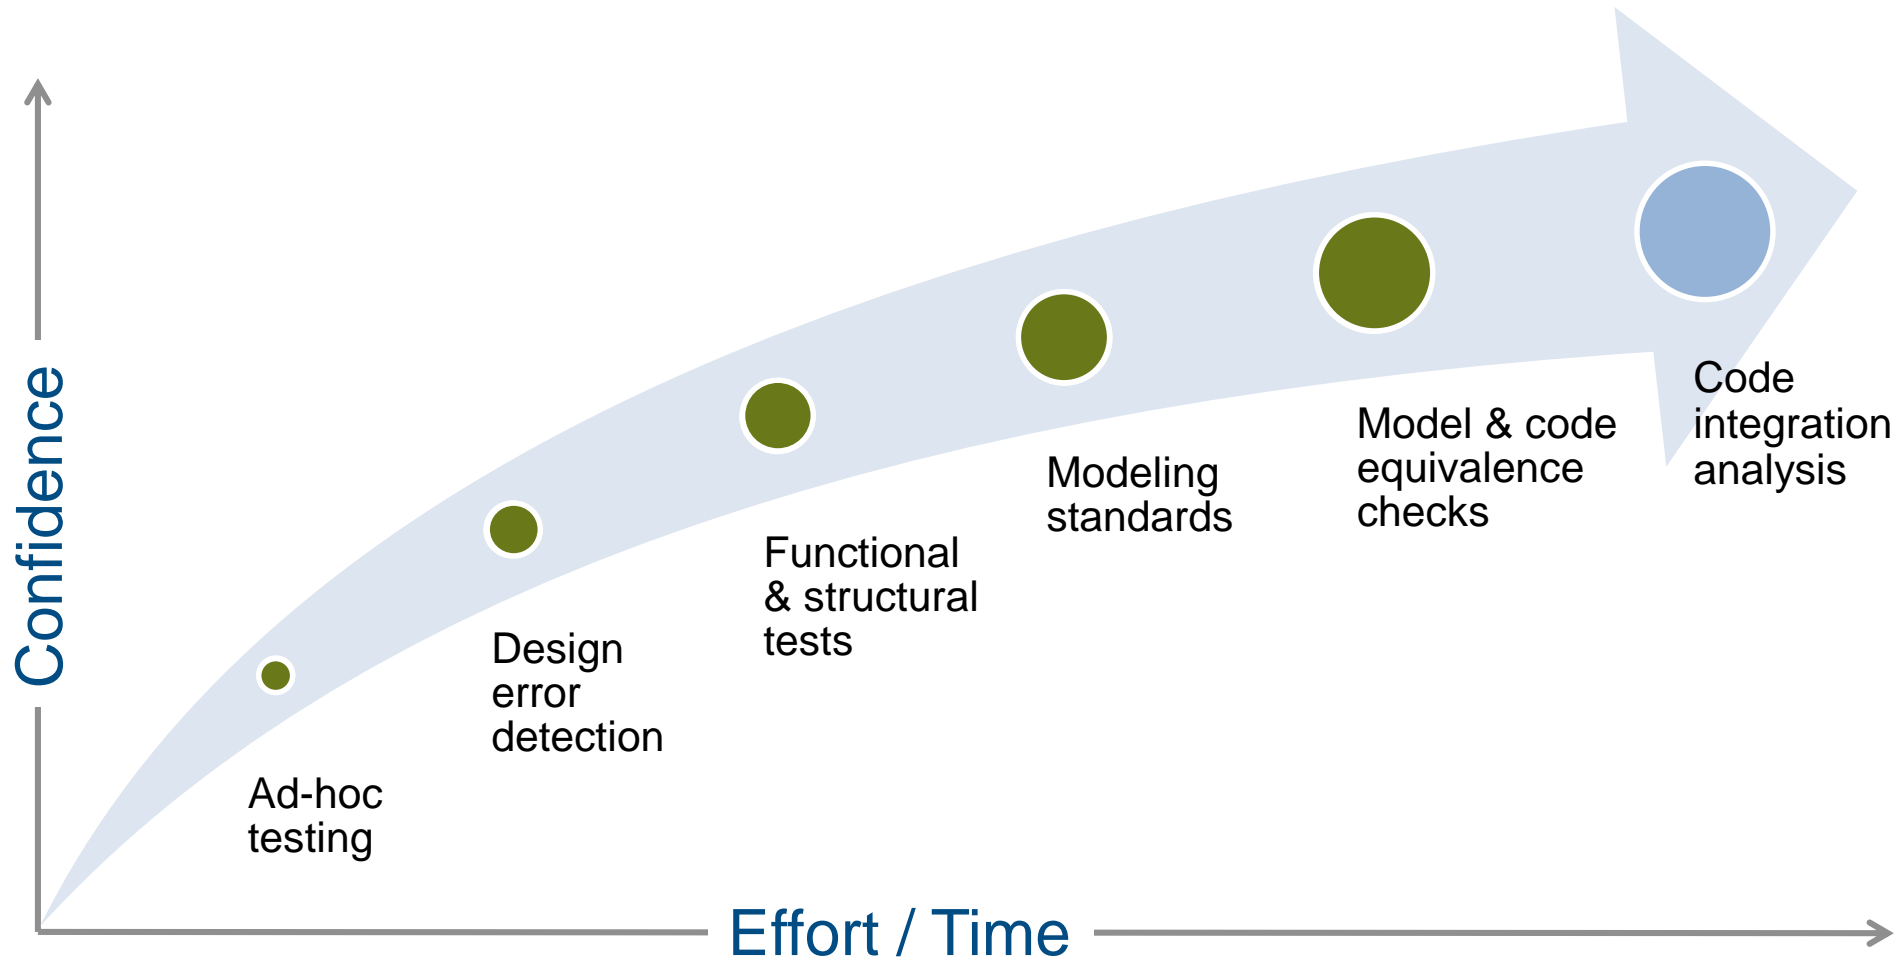 Confidence
Ad-hoc
testing
Design
error
detection
Functional
& structural
tests
Modeling
standards
Model & code
equivalence
checks
Code
integration
analysis
Effort / Time